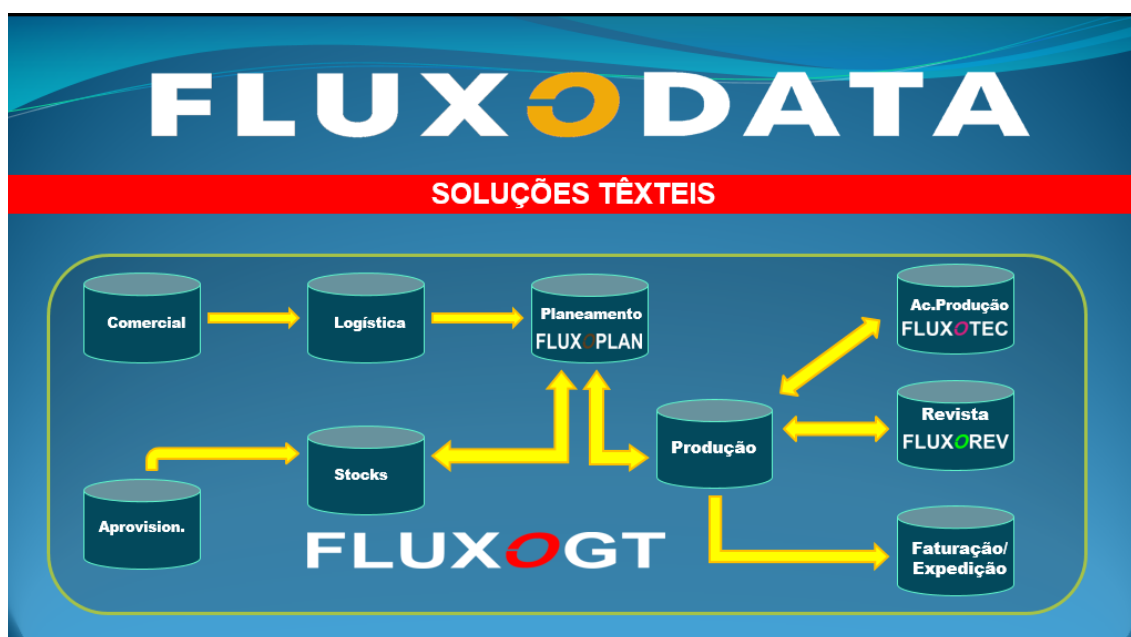 FLUXODATA
SOLUÇÕES TÊXTEIS
Comercial
Logística
Planeamento
FLUXOPLAN
Ac.Produção
FLUXOTEC
Revista
FLUXOREV
Produção
Stocks
Aprovision.
FLUXOGT
Faturação/
Expedição